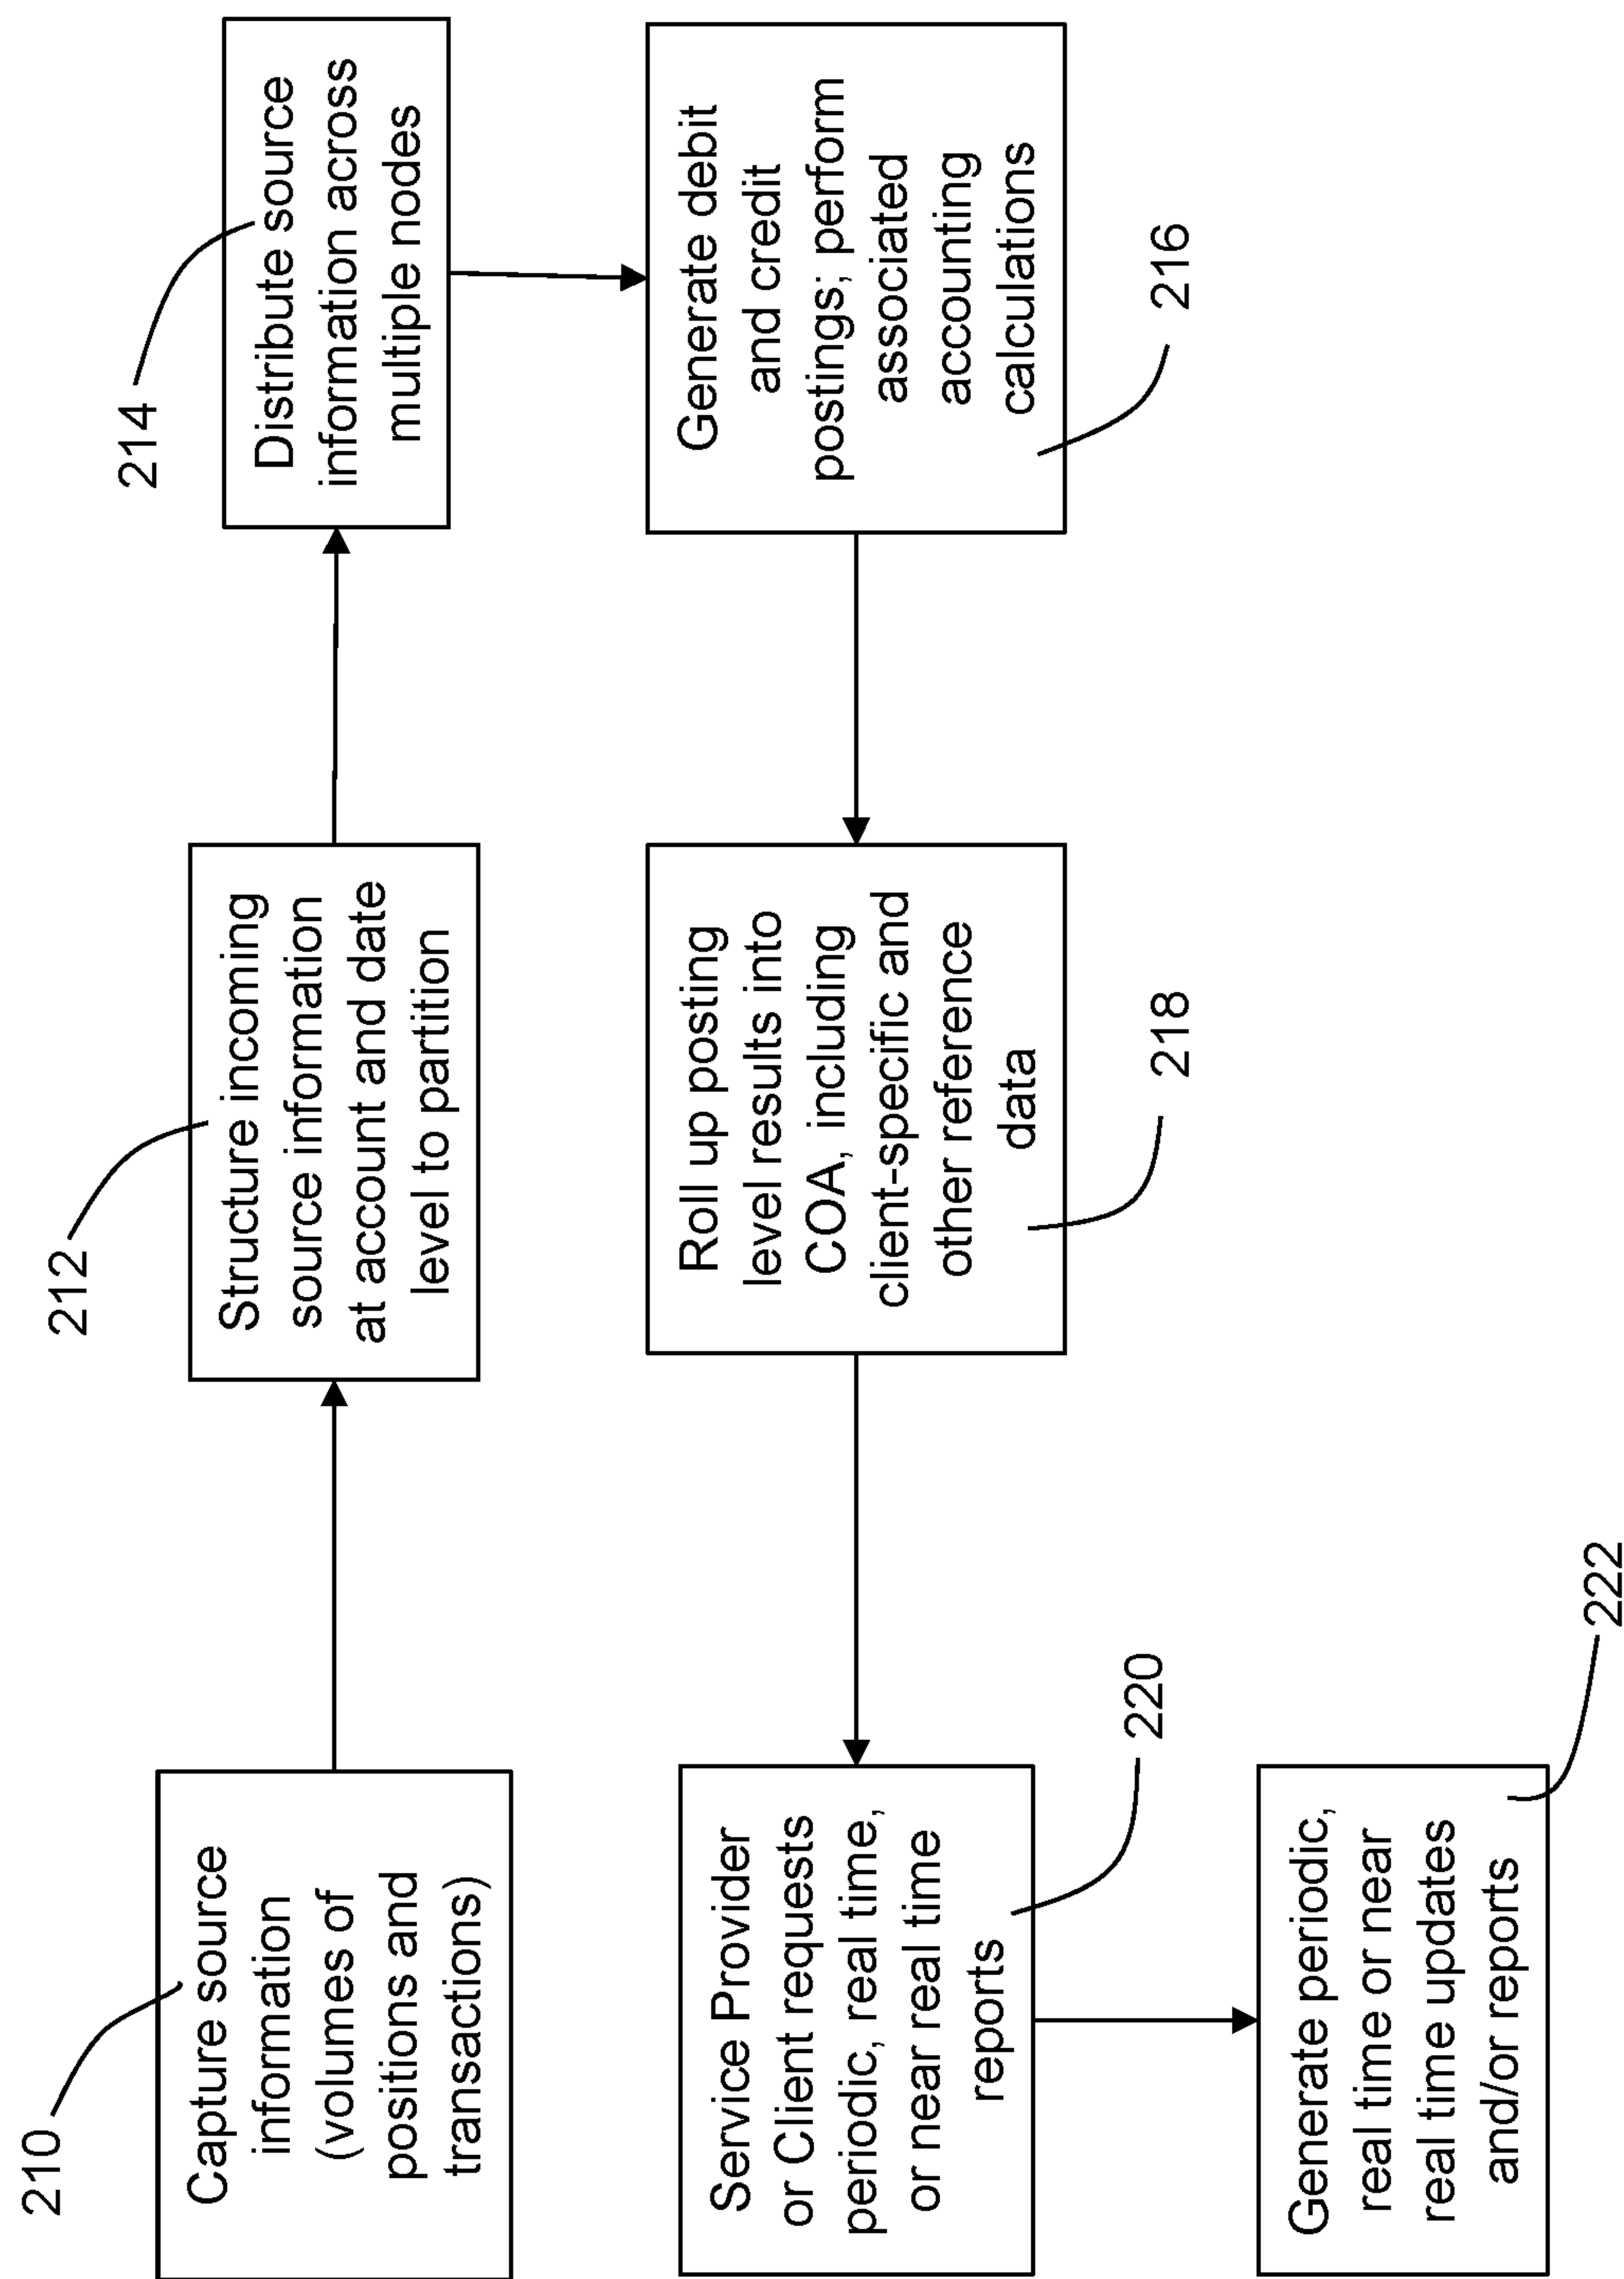 210
Capture source
information
(volumes of
positions and
transactions)
212
Structure incoming
source information
at account and date
level to partition
214
Distribute source
information across
multiple nodes
Generate debit
and credit
postings; perform
associated
accounting
calculations
216
Roll up posting
level results into
COA, including
client-specific and
other reference
data
218
Service Provider
or Client requests
periodic, real time,
or near real time
reports
220
Generate periodic,
real time or near
real time updates
and/or reports
222